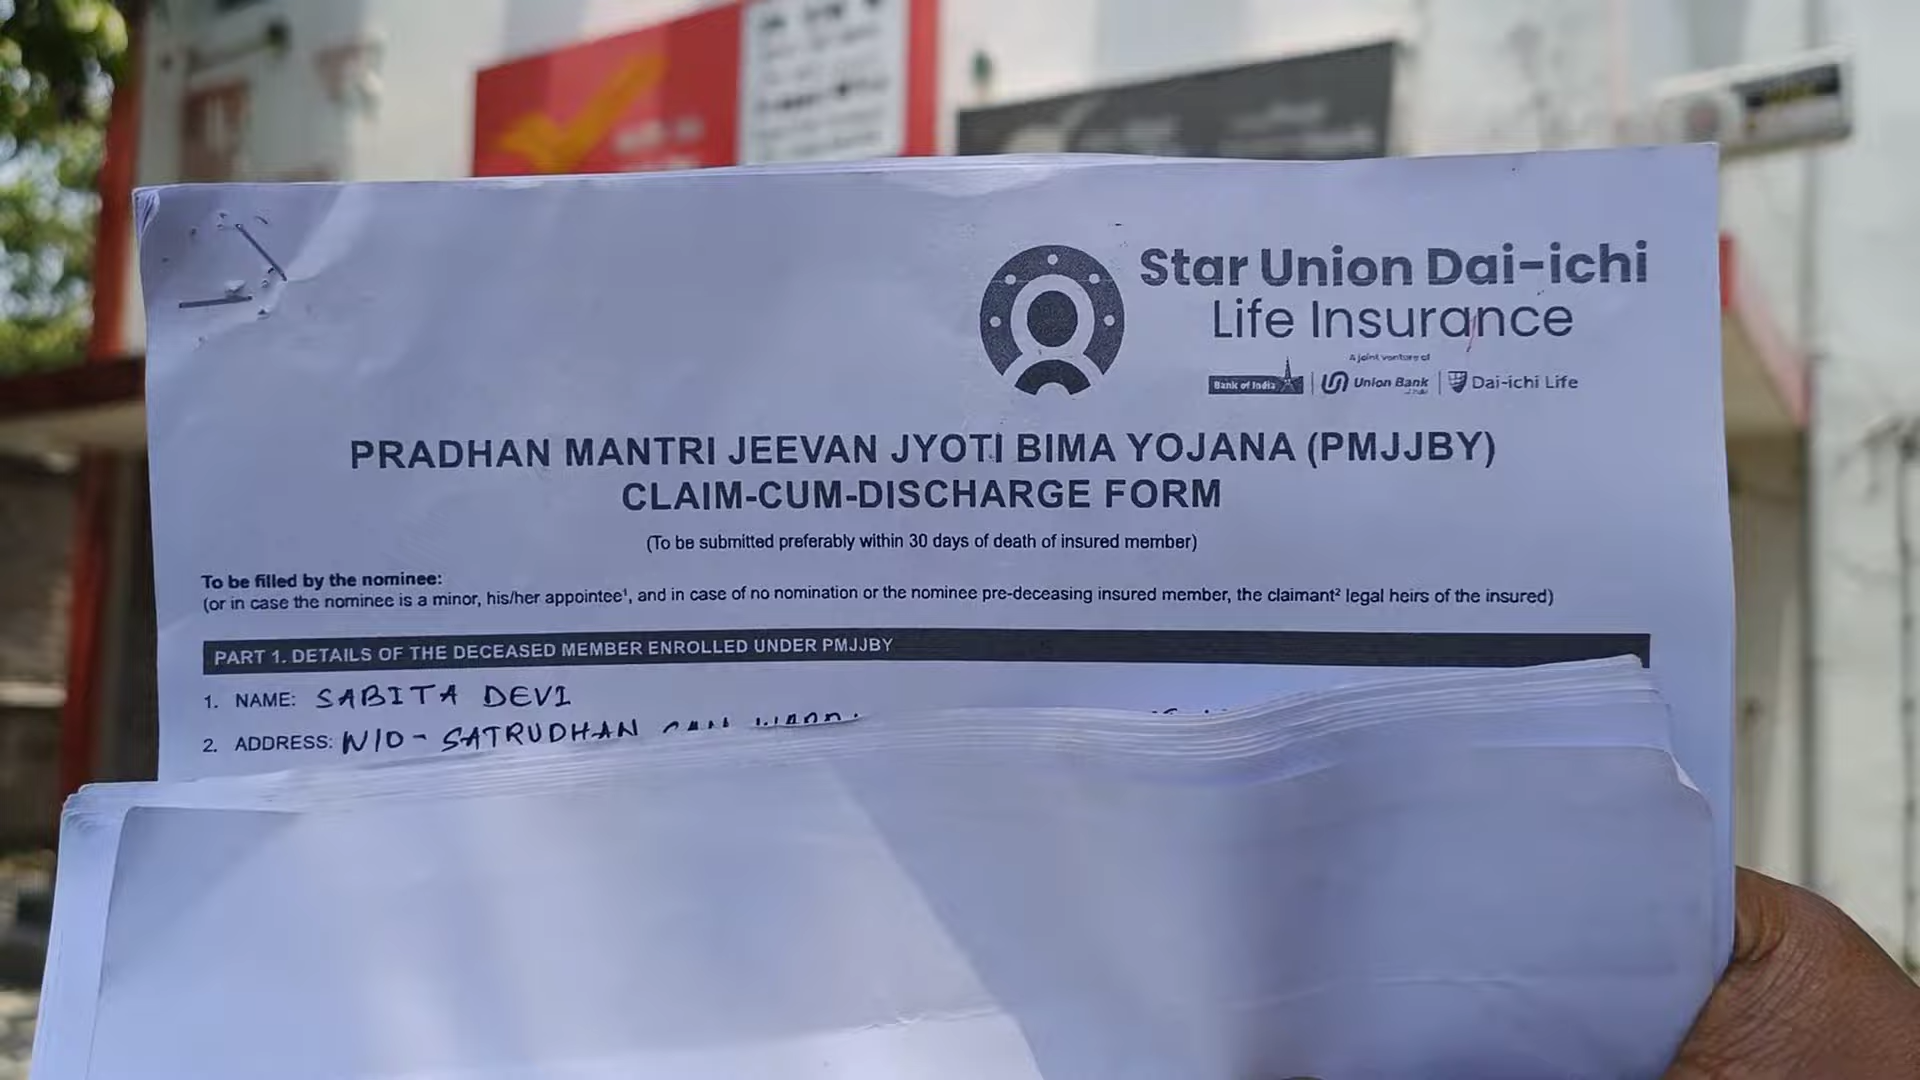 Star Union Dai-ichi
Life Insurance
A joint venture of
Bank of India
Union Bank
Dai-ichi Life
PRADHAN MANTRI JEEVAN JYOTI BIMA YOJANA (PMJJBY)
CLAIM-CUM-DISCHARGE FORM
(To be submitted preferably within 30 days of death of insured member)
To be filled by the nominee:
(or in case the nominee is a minor, his/her appointee¹, and in case of no nomination or the nominee pre-deceasing insured member, the claimant² legal heirs of the insured)
PART 1. DETAILS OF THE DECEASED MEMBER ENROLLED UNDER PMJJBY
1. NAME: SABITA DEVI
2. ADDRESS: W/O - SATRUDHAN